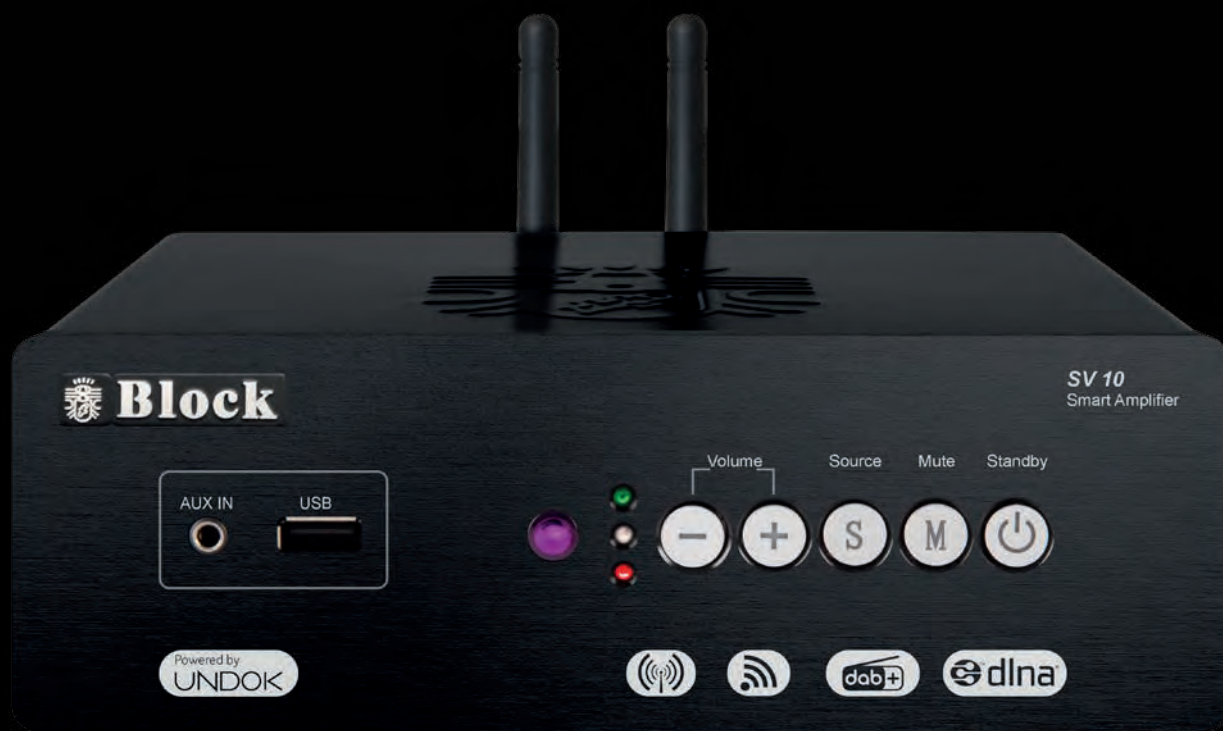 Block
SV 10
Smart Amplifier
Volume
Source
Mute
Standby
AUX IN
USB
− + S M
Powered by
UNDOK
dab+
dlna